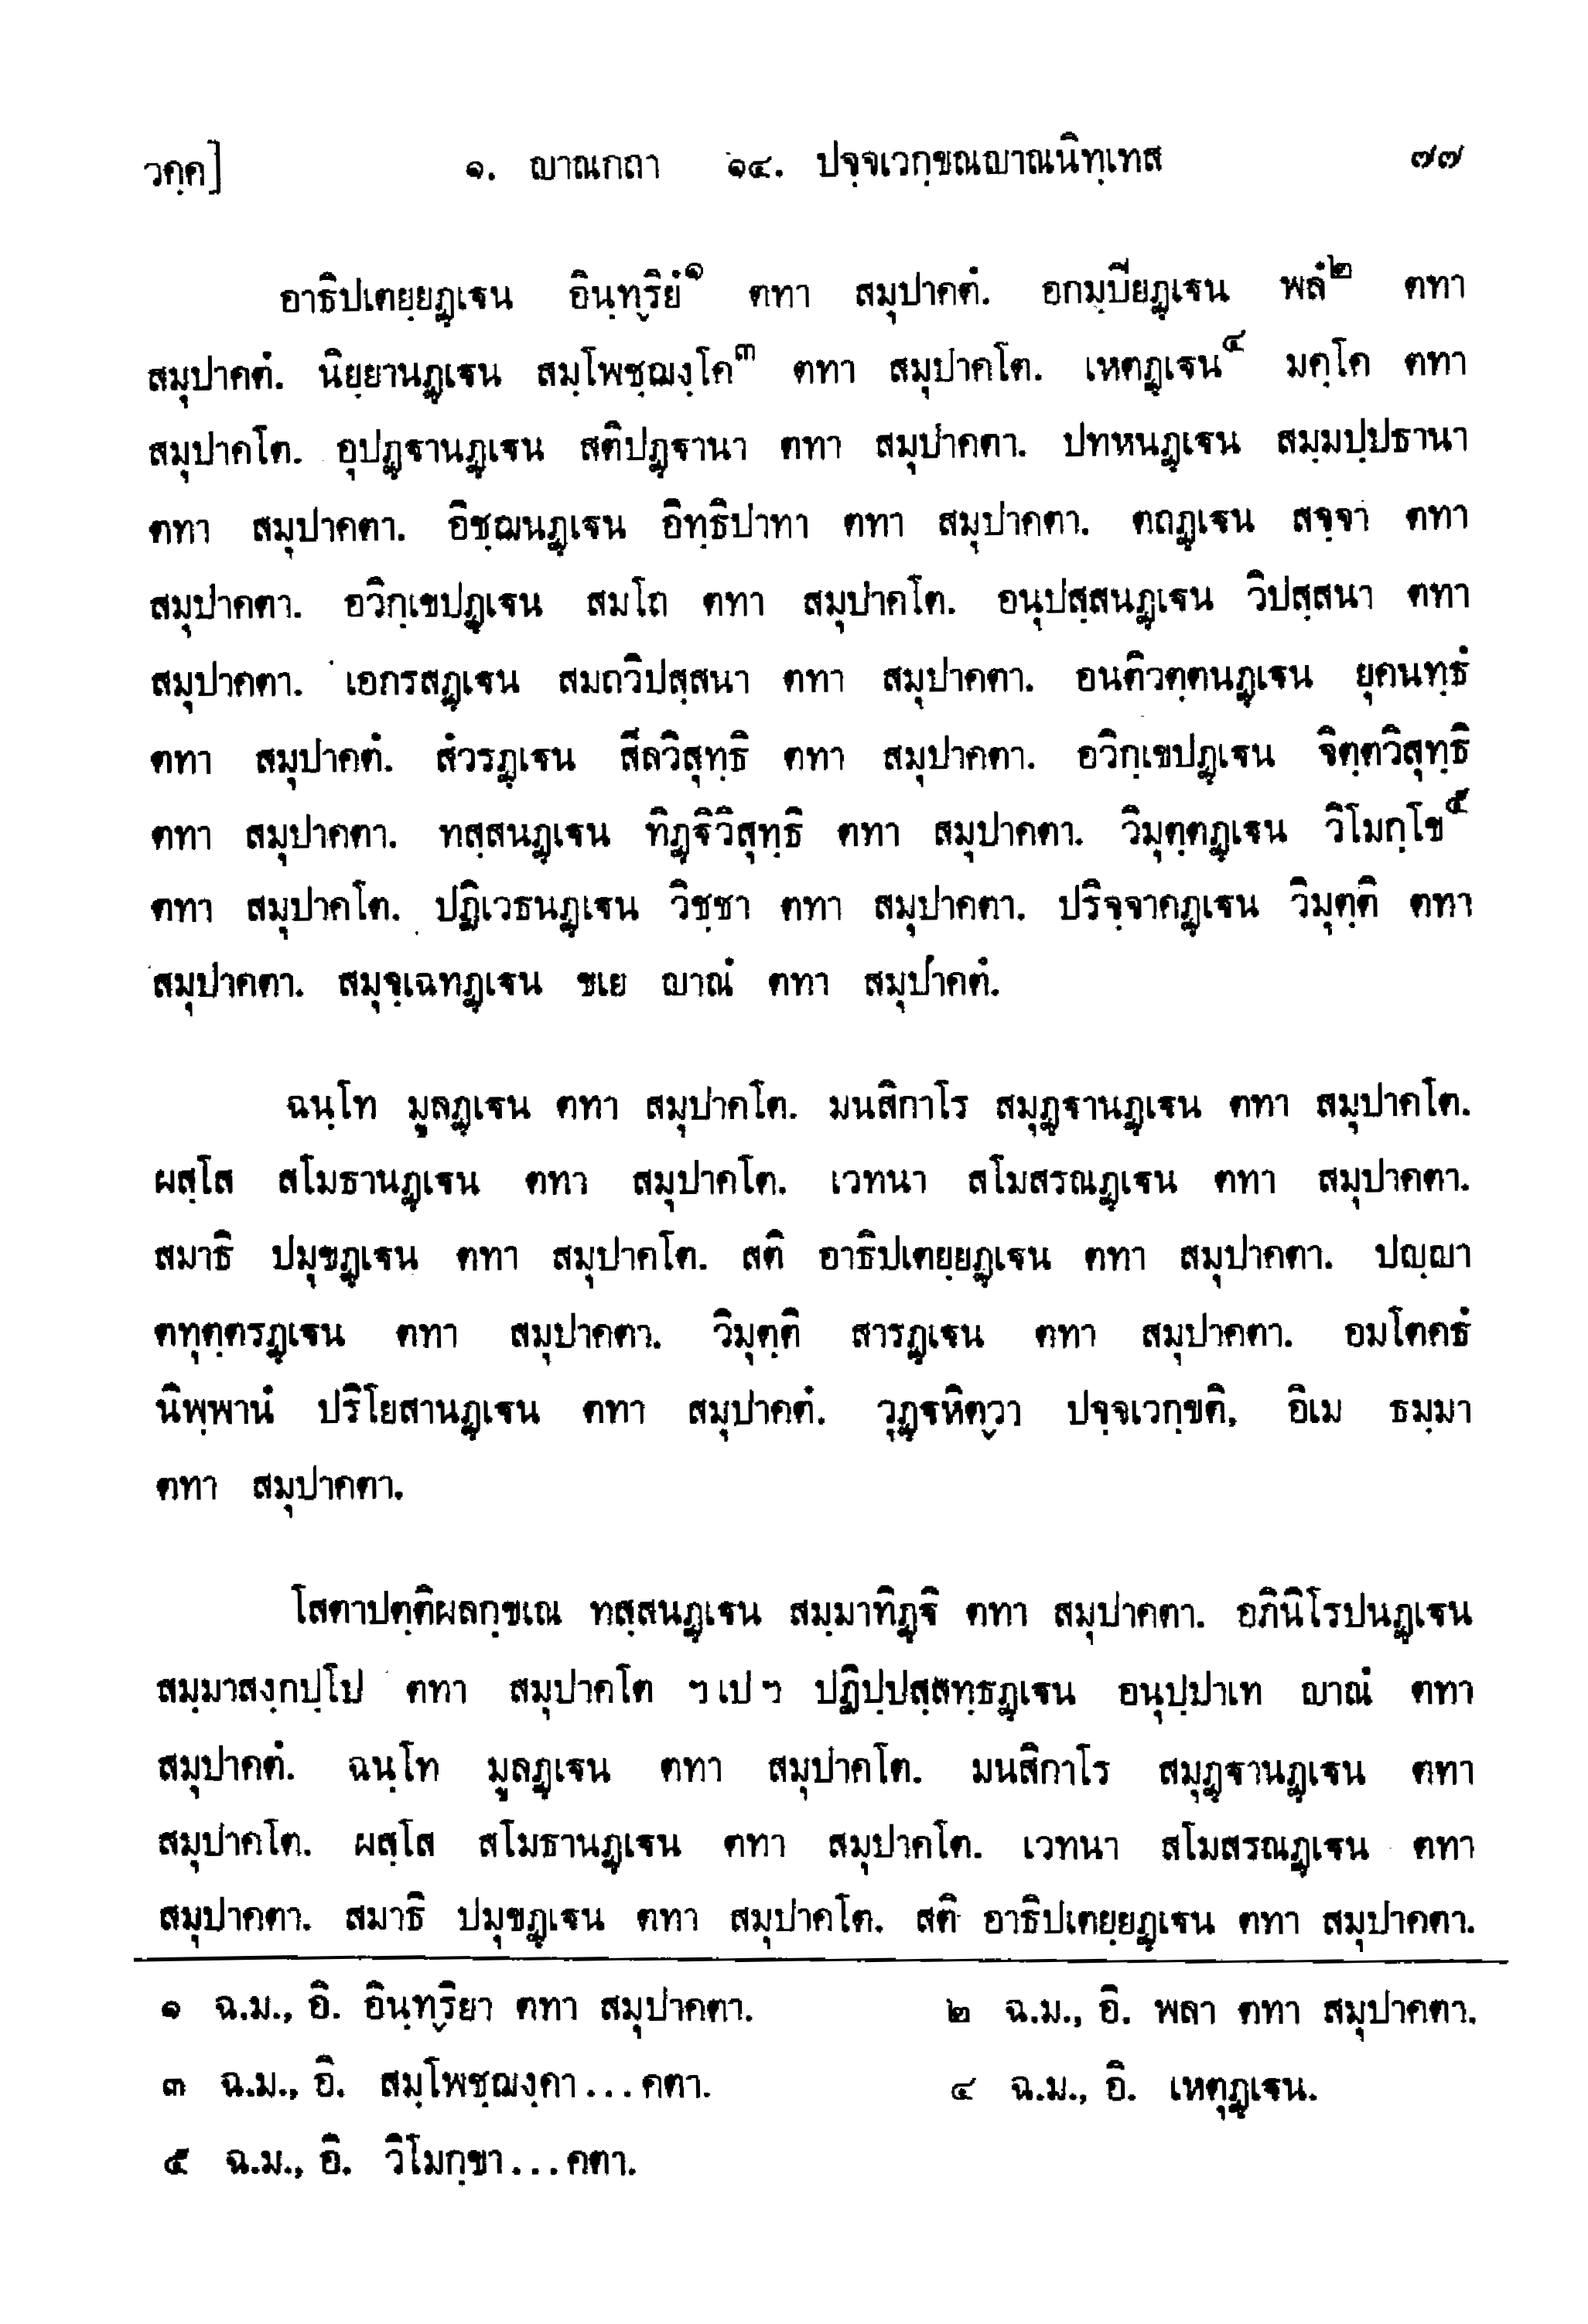 วคฺค]	๑. ญาณกถา ๑๔. ปจฺจเวกฺขณญาณนิทฺเทส	๗๗
อาธิปเตยฺยฏฺเฐน อินฺทฺริยํ๑ ตทา สมุปาคตํ. อกมฺปิยฏฺเฐน พลํ๒ ตทา
สมุปาคตํ. นิยฺยานฏฺเฐน สมฺโพชฺฌงฺโค๓ ตทา สมุปาคโต. เหตฏฺเฐน๔ มคฺโค ตทา
สมุปาคโต. อุปฏฺฐานฏฺเฐน สติปฏฺฐานา ตทา สมุปาคตา. ปทหนฏฺเฐน สมฺมปฺปธานา
ตทา สมุปาคตา. อิชฺฌนฏฺเฐน อิทฺธิปาทา ตทา สมุปาคตา. ตถฏฺเฐน สจฺจา ตทา
สมุปาคตา. อวิกฺเขปฏฺเฐน สมโถ ตทา สมุปาคโต. อนุปสฺสนฏฺเฐน วิปสฺสนา ตทา
สมุปาคตา. เอกรสฏฺเฐน สมถวิปสฺสนา ตทา สมุปาคตา. อนติวตฺตนฏฺเฐน ยุคนทฺธํ
ตทา สมุปาคตํ. สํวรฏฺเฐน สีลวิสุทฺธิ ตทา สมุปาคตา. อวิกฺเขปฏฺเฐน จิตฺตวิสุทฺธิ
ตทา สมุปาคตา. ทสฺสนฏฺเฐน ทิฏฺฐิวิสุทฺธิ ตทา สมุปาคตา. วิมุตฺตฏฺเฐน วิโมกฺโข๕
ตทา สมุปาคโต. ปฏิเวธนฏฺเฐน วิชฺชา ตทา สมุปาคตา. ปริจฺจาคฏฺเฐน วิมุตฺติ ตทา
สมุปาคตา. สมุจฺเฉทฏฺเฐน ขเย ญาณํ ตทา สมุปาคตํ.
ฉนฺโท มูลฏฺเฐน ตทา สมุปาคโต. มนสิกาโร สมุฏฺฐานฏฺเฐน ตทา สมุปาคโต.
ผสฺโส สโมธานฏฺเฐน ตทา สมุปาคโต. เวทนา สโมสรณฏฺเฐน ตทา สมุปาคตา.
สมาธิ ปมุขฏฺเฐน ตทา สมุปาคโต. สติ อาธิปเตยฺยฏฺเฐน ตทา สมุปาคตา. ปญฺญา
ตทุตฺตรฏฺเฐน ตทา สมุปาคตา. วิมุตฺติ สารฏฺเฐน ตทา สมุปาคตา. อมโตคธํ
นิพฺพานํ ปริโยสานฏฺเฐน ตทา สมุปาคตํ. วุฏฺฐหิตฺวา ปจฺจเวกฺขติ, อิเม ธมฺมา
ตทา สมุปาคตา.
โสตาปตฺติผลกฺขเณ ทสฺสนฏฺเฐน สมฺมาทิฏฺฐิ ตทา สมุปาคตา. อภินิโรปนฏฺเฐน
สมฺมาสงฺกปฺโป ตทา สมุปาคโต ฯ เป ฯ ปฏิปฺปสฺสทฺธฏฺเฐน อนุปฺปาเท ญาณํ ตทา
สมุปาคตํ. ฉนฺโท มูลฏฺเฐน ตทา สมุปาคโต. มนสิกาโร สมุฏฺฐานฏฺเฐน ตทา
สมุปาคโต. ผสฺโส สโมธานฏฺเฐน ตทา สมุปาคโต. เวทนา สโมสรณฏฺเฐน ตทา
สมุปาคตา. สมาธิ ปมุขฏฺเฐน ตทา สมุปาคโต. สติ อาธิปเตยฺยฏฺเฐน ตทา สมุปาคตา.
๑ ฉ.ม., อิ. อินฺทฺริยา ตทา สมุปาคตา.	๒ ฉ.ม., อิ. พลา ตทา สมุปาคตา.
๓ ฉ.ม., อิ. สมฺโพชฺฌงฺคา...คตา.	๔ ฉ.ม., อิ. เหตุฏฺเฐน.
๕ ฉ.ม., อิ. วิโมกฺขา...คตา.